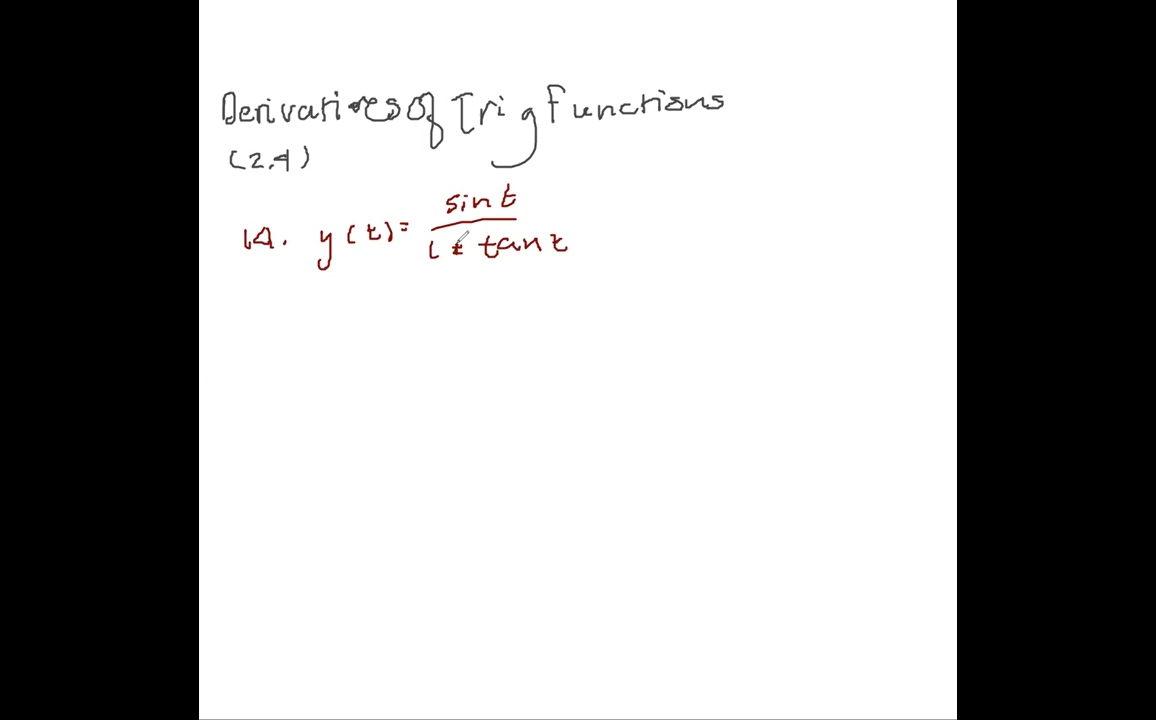 Derivatives of Trig Functions
(2.4)
14. y(t) = sin t / 1 + tan t